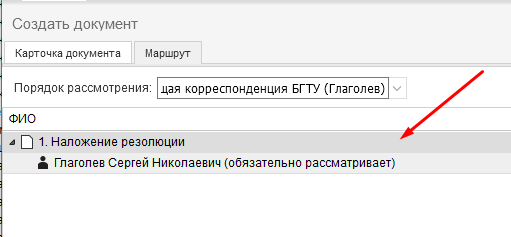 Создать документ
Карточка документа Маршрут
Порядок рассмотрения: щая корреспонденция БГТУ (Глаголев)
ФИО
1. Наложение резолюции
Глаголев Сергей Николаевич (обязательно рассматривает)